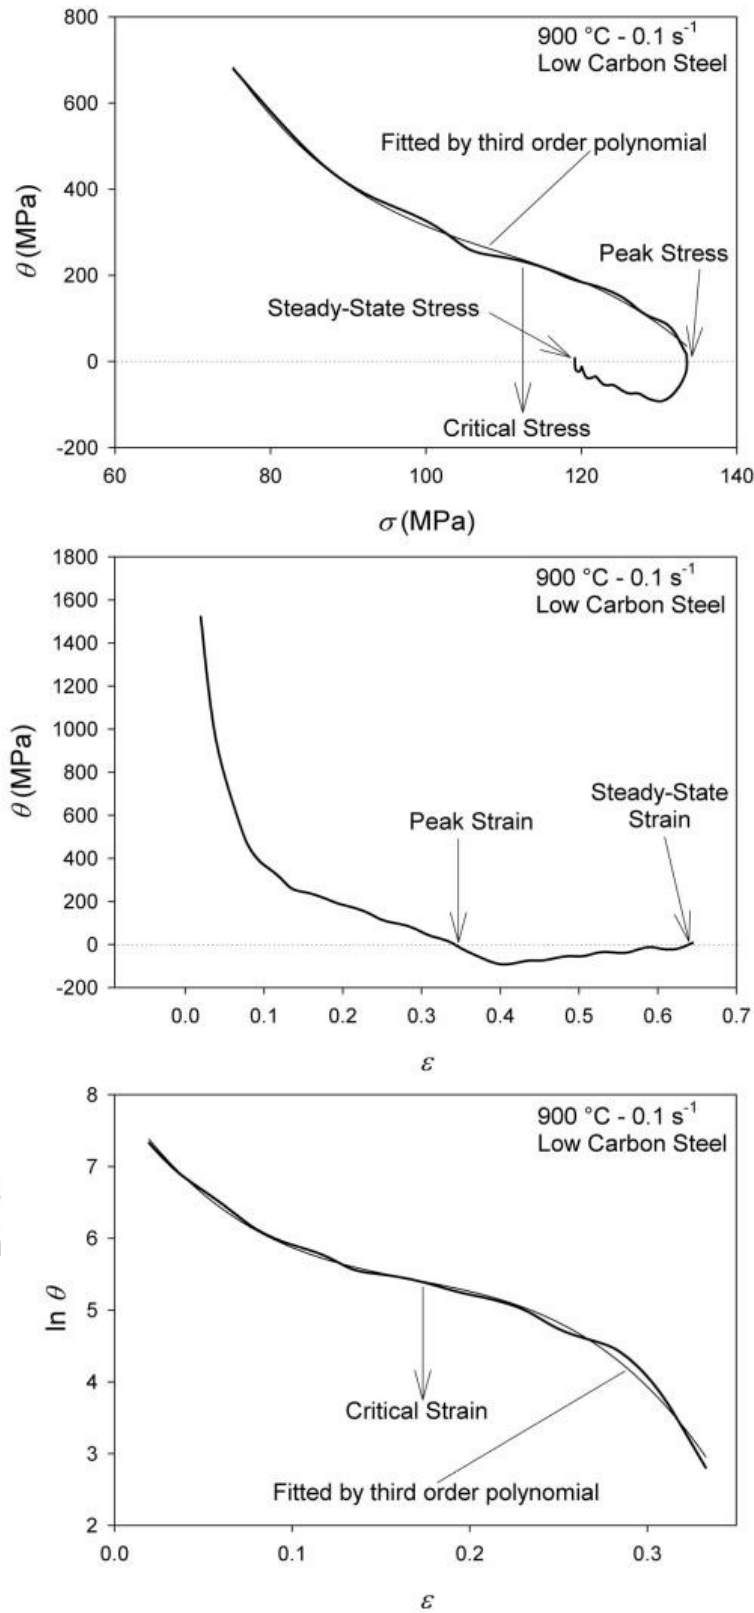 800
900 °C - 0.1 s⁻¹
Low Carbon Steel
600
Fitted by third order polynomial
400
θ (MPa)
200
Peak Stress
Steady-State Stress
0
Critical Stress
-200
60 80 100 120 140
σ (MPa)
1800
900 °C - 0.1 s⁻¹
Low Carbon Steel
1600
1400
1200
1000
θ (MPa)
800
Steady-State
Strain
Peak Strain
600
400
200
0
-200
0.0 0.1 0.2 0.3 0.4 0.5 0.6 0.7
ε
8
900 °C - 0.1 s⁻¹
Low Carbon Steel
7
6
ln θ
5
4
Critical Strain
3
Fitted by third order polynomial
2
0.0 0.1 0.2 0.3
ε